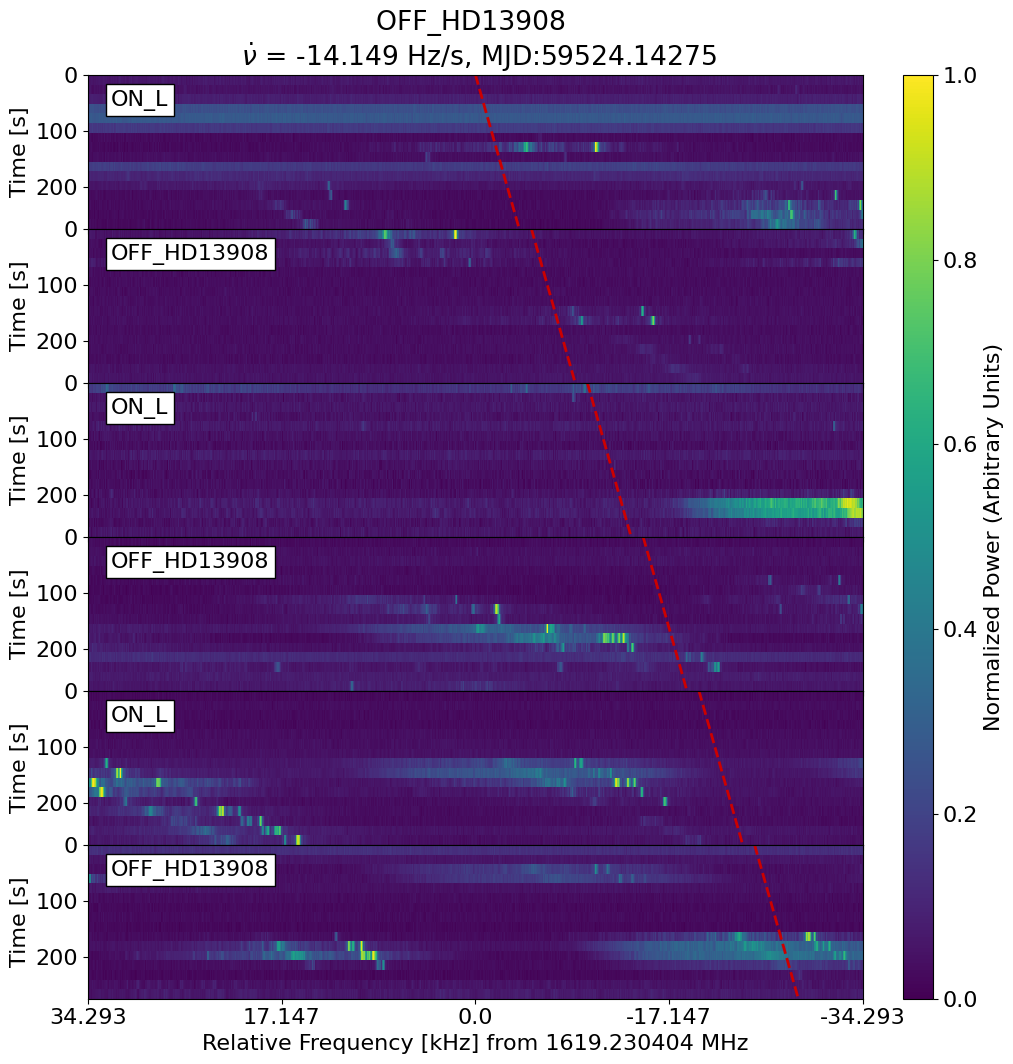 OFF_HD13908
ν̇ = -14.149 Hz/s, MJD:59524.14275
0
ON_L
100
Time [s]
200
0
OFF_HD13908
100
Time [s]
200
0
ON_L
100
Time [s]
200
0
OFF_HD13908
100
Time [s]
200
0
ON_L
100
Time [s]
200
0
OFF_HD13908
100
Time [s]
200
34.293 17.147 0.0 -17.147 -34.293
Relative Frequency [kHz] from 1619.230404 MHz
1.0
0.8
0.6
0.4
0.2
0.0
Normalized Power (Arbitrary Units)